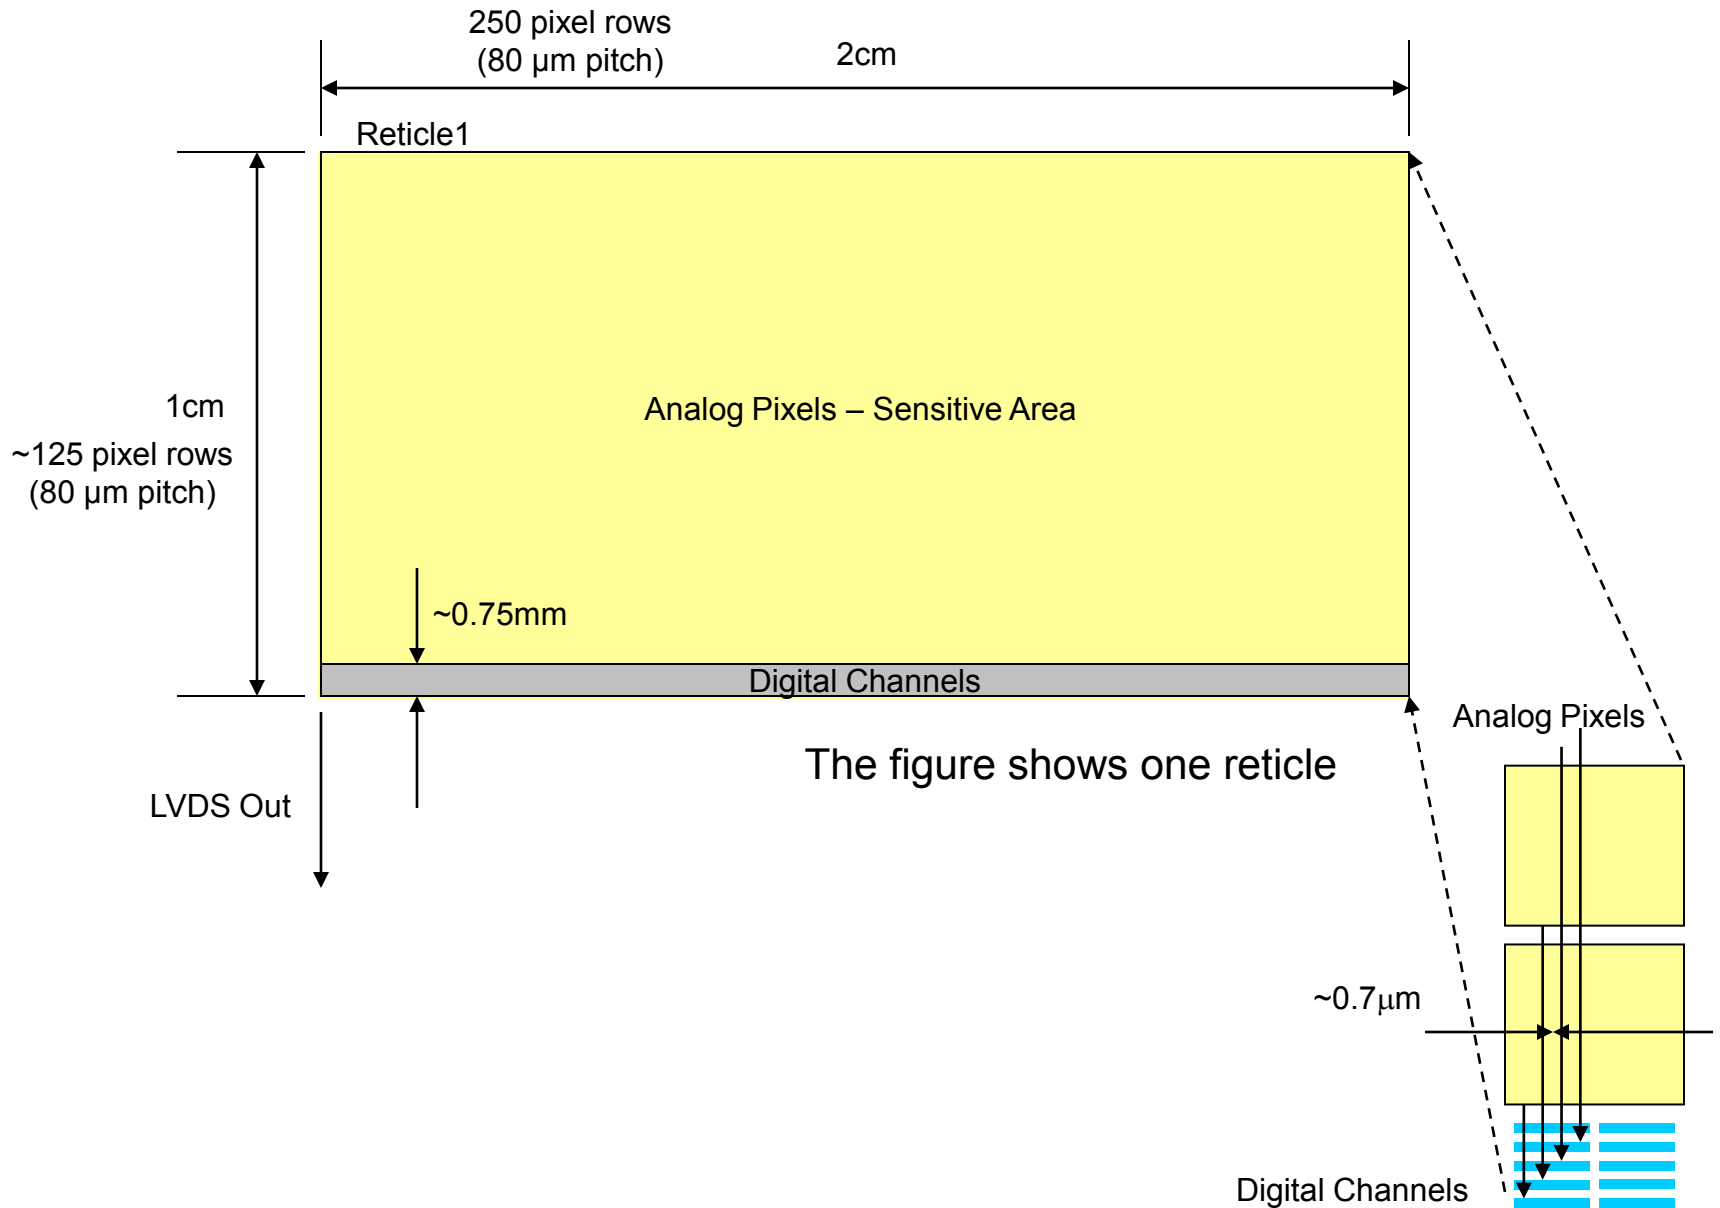 250 pixel rows
(80 µm pitch)
2cm
Reticle1
1cm
~125 pixel rows
(80 µm pitch)
Analog Pixels – Sensitive Area
~0.75mm
Digital Channels
The figure shows one reticle
LVDS Out
Analog Pixels
~0.7µm
Digital Channels